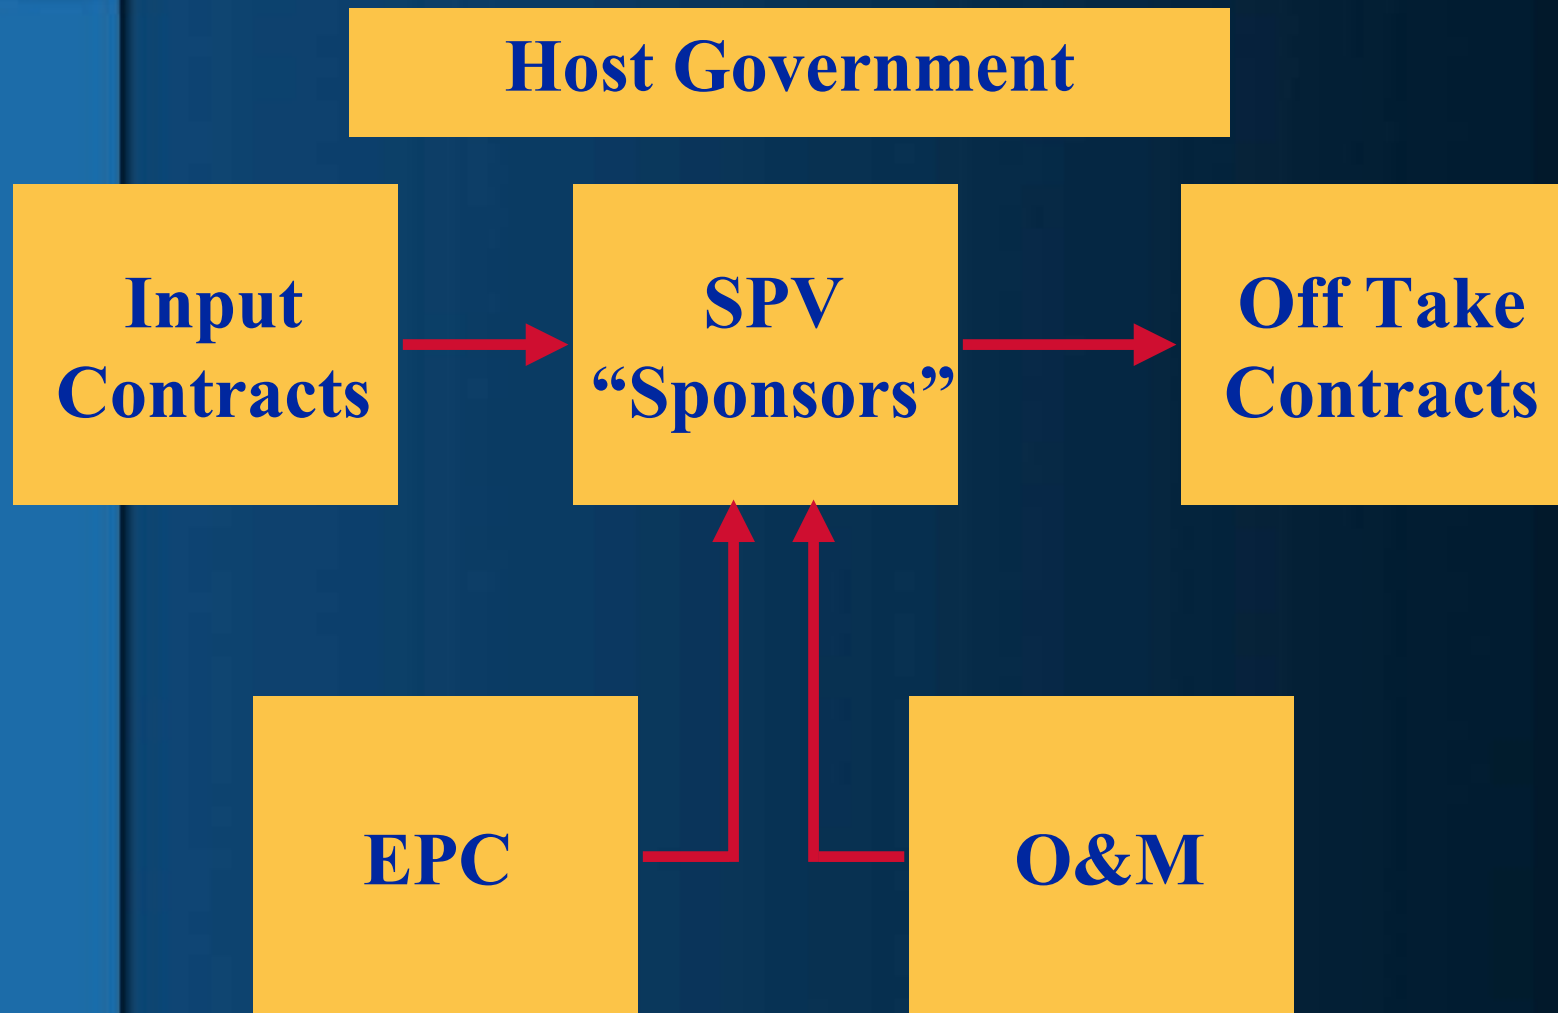 Host Government
Input
Contracts
SPV
“Sponsors”
Off Take
Contracts
EPC
O&M